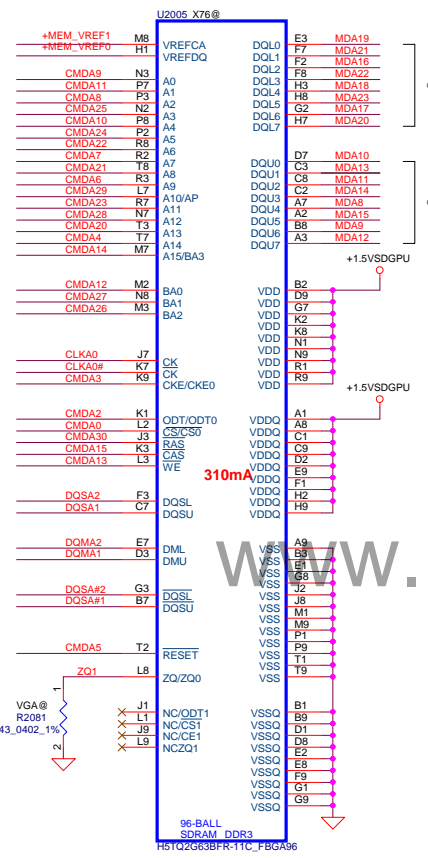 U2005 X76@
+MEM_VREF1 M8 VREFCA
+MEM_VREF0 H1 VREFDQ
CMDA9 N3 A0
CMDA11 P7 A1
CMDA8 P3 A2
CMDA25 N2 A3
CMDA10 P8 A4
CMDA24 P2 A5
CMDA22 R8 A6
CMDA7 R2 A7
CMDA21 T8 A8
CMDA6 R3 A9
CMDA29 L7 A10/AP
CMDA23 R7 A11
CMDA28 N7 A12
CMDA20 T3 A13
CMDA4 T7 A14
CMDA14 M7 A15/BA3
CMDA12 M2 BA0
CMDA27 N8 BA1
CMDA26 M3 BA2
CLKA0 J7 CK
CLKA0# K7 CK
CMDA3 K9 CKE/CKE0
CMDA2 K1 ODT/ODT0
CMDA0 L2 CS/CS0
CMDA30 J3 RAS
CMDA15 K3 CAS
CMDA13 L3 WE
DQSA2 F3 DQSL
DQSA1 C7 DQSU
DQMA2 E7 DML
DQMA1 D3 DMU
DQSA#2 G3 DQSL
DQSA#1 B7 DQSU
CMDA5 T2 RESET
ZQ1 L8 ZQ/ZQ0
1
VGA@
R2081
43_0402_1%
2
J1 NC/ODT1
L1 NC/CS1
J9 NC/CE1
L9 NCZQ1
DQL0 E3 MDA19
DQL1 F7 MDA21
DQL2 F2 MDA16
DQL3 F8 MDA22
DQL4 H3 MDA18
DQL5 H8 MDA23
DQL6 G2 MDA17
DQL7 H7 MDA20
DQU0 D7 MDA10
DQU1 C3 MDA13
DQU2 C8 MDA11
DQU3 C2 MDA14
DQU4 A7 MDA8
DQU5 A2 MDA15
DQU6 B8 MDA9
DQU7 A3 MDA12
+1.5VSDGPU
VDD B2
VDD D9
VDD G7
VDD K2
VDD K8
VDD N1
VDD N9
VDD R1
VDD R9
+1.5VSDGPU
VDDQ A1
VDDQ A8
VDDQ C1
VDDQ C9
VDDQ D2
VDDQ E9
VDDQ F1
VDDQ H2
VDDQ H9
310mA
VSS A9
VSS B3
VSS E1
VSS G8
VSS J2
VSS J8
VSS M1
VSS M9
VSS P1
VSS P9
VSS T1
VSS T9
VSSQ B1
VSSQ B9
VSSQ D1
VSSQ D8
VSSQ E2
VSSQ E8
VSSQ F9
VSSQ G1
VSSQ G9
www.
96-BALL
SDRAM DDR3
H5TQ2G63BFR-11C_FBGA96